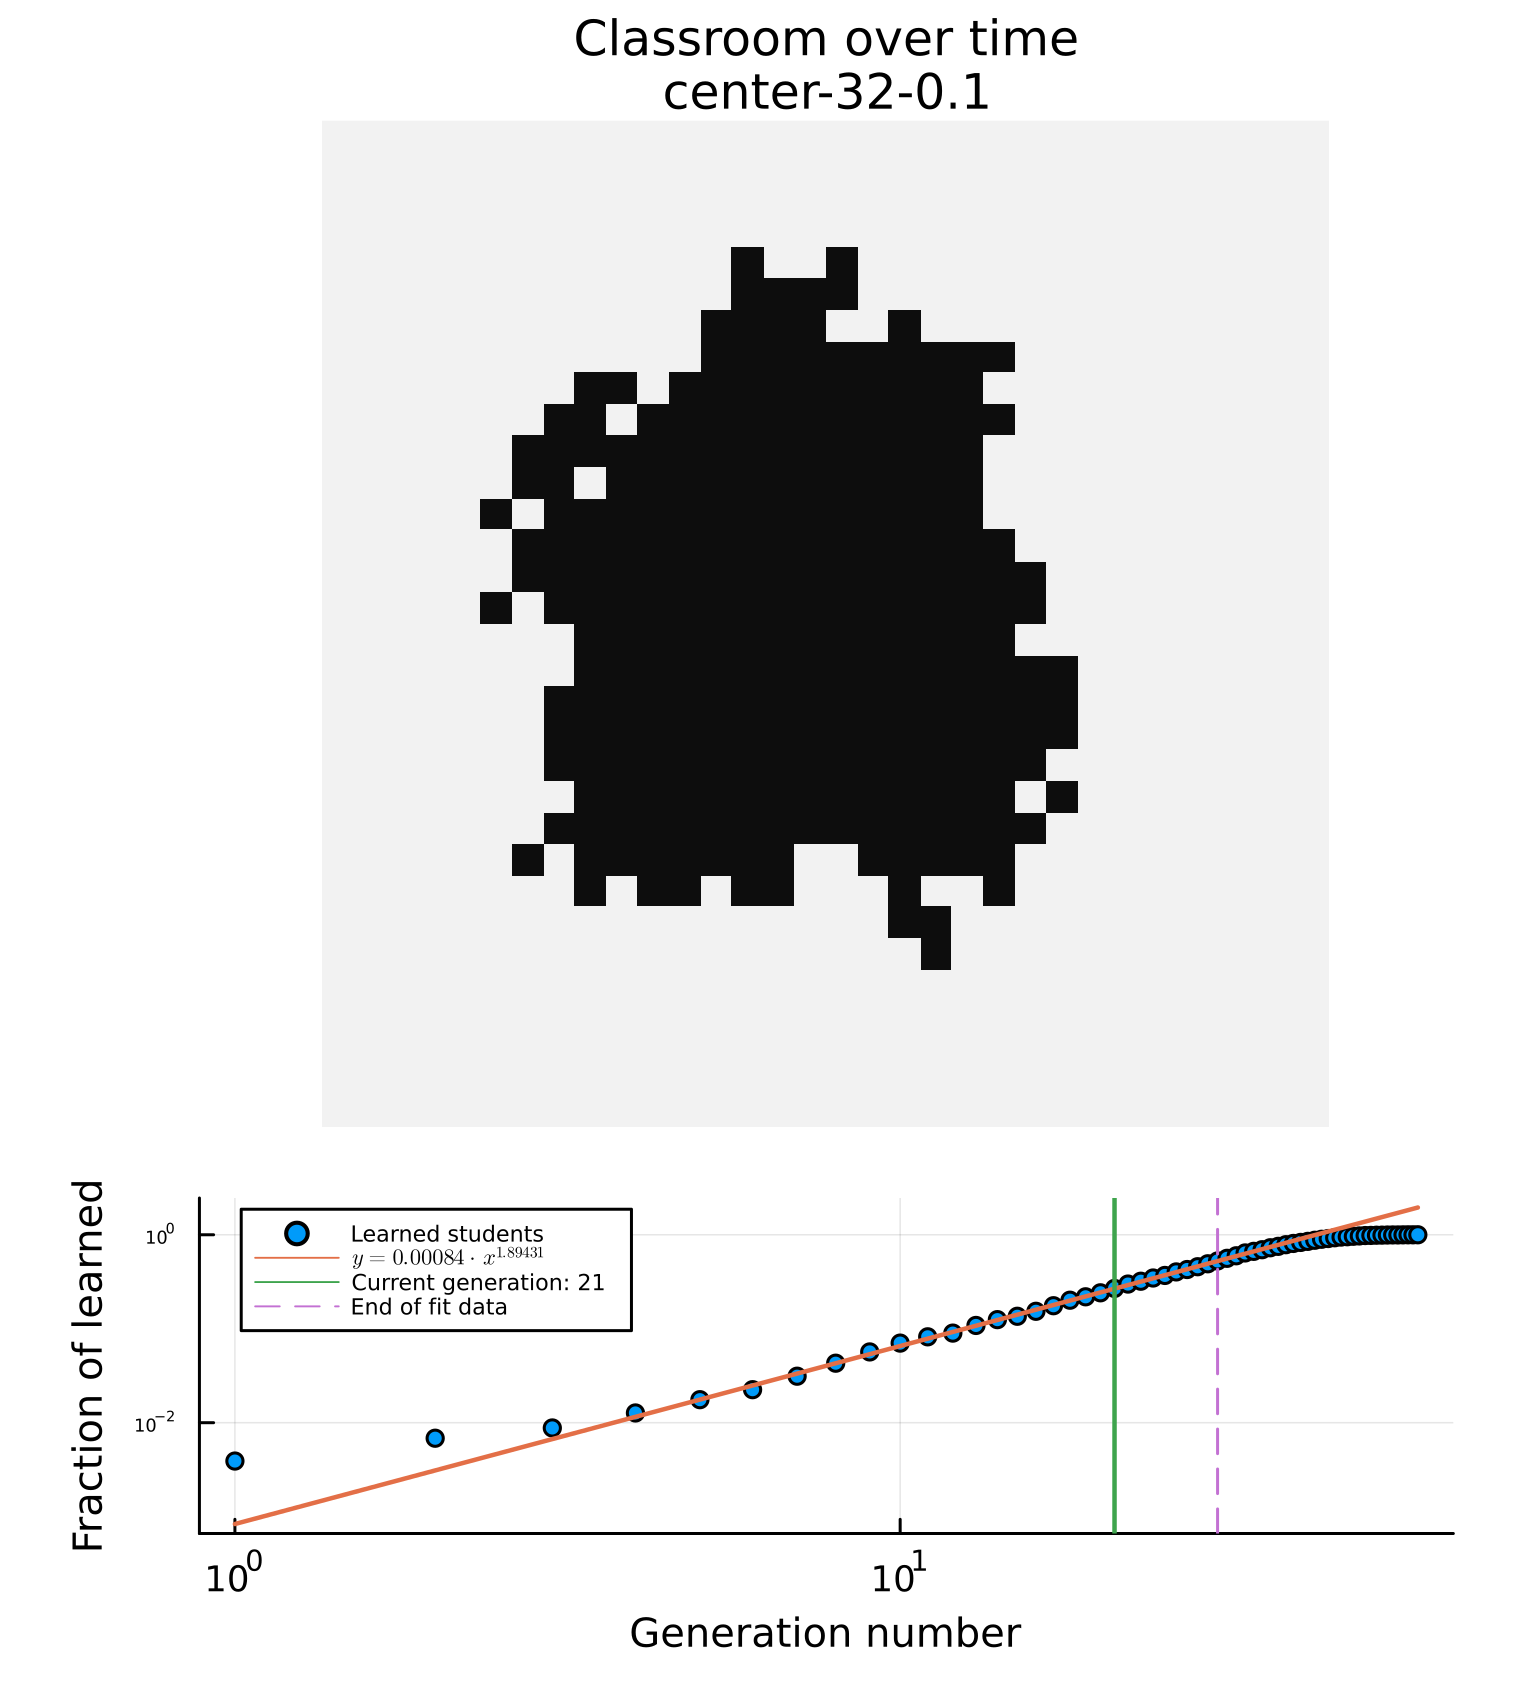 Classroom over time
center-32-0.1
Fraction of learned
10⁰
10⁻²
Learned students
y = 0.00084 · x^1.89431
Current generation: 21
End of fit data
10⁰
10¹
Generation number